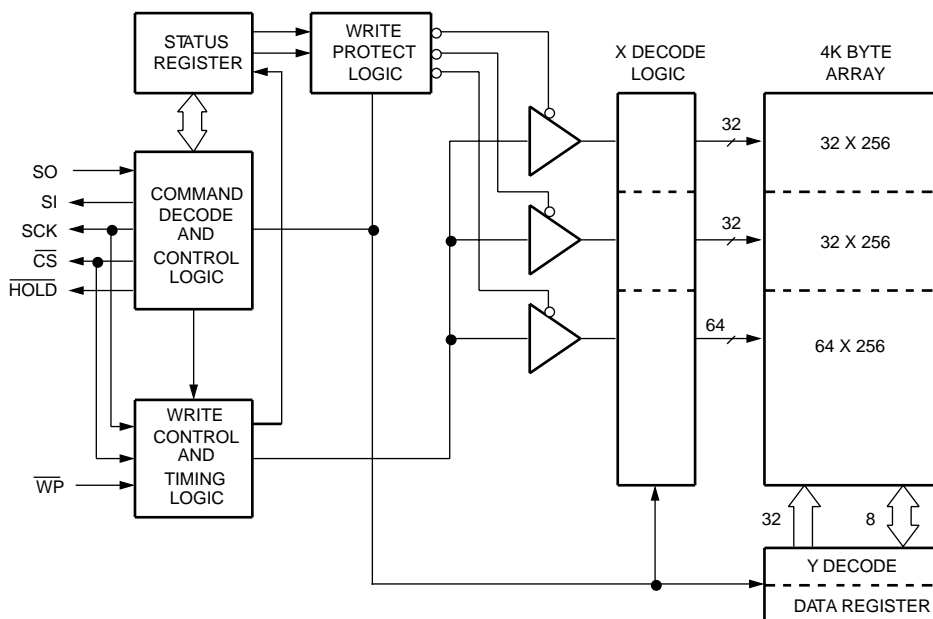 STATUS
REGISTER
WRITE
PROTECT
LOGIC
X DECODE
LOGIC
4K BYTE
ARRAY
SO
SI
SCK
CS
HOLD
COMMAND
DECODE
AND
CONTROL
LOGIC
32
32 X 256
32
32 X 256
64
64 X 256
WP
WRITE
CONTROL
AND
TIMING
LOGIC
32
8
Y DECODE
DATA REGISTER